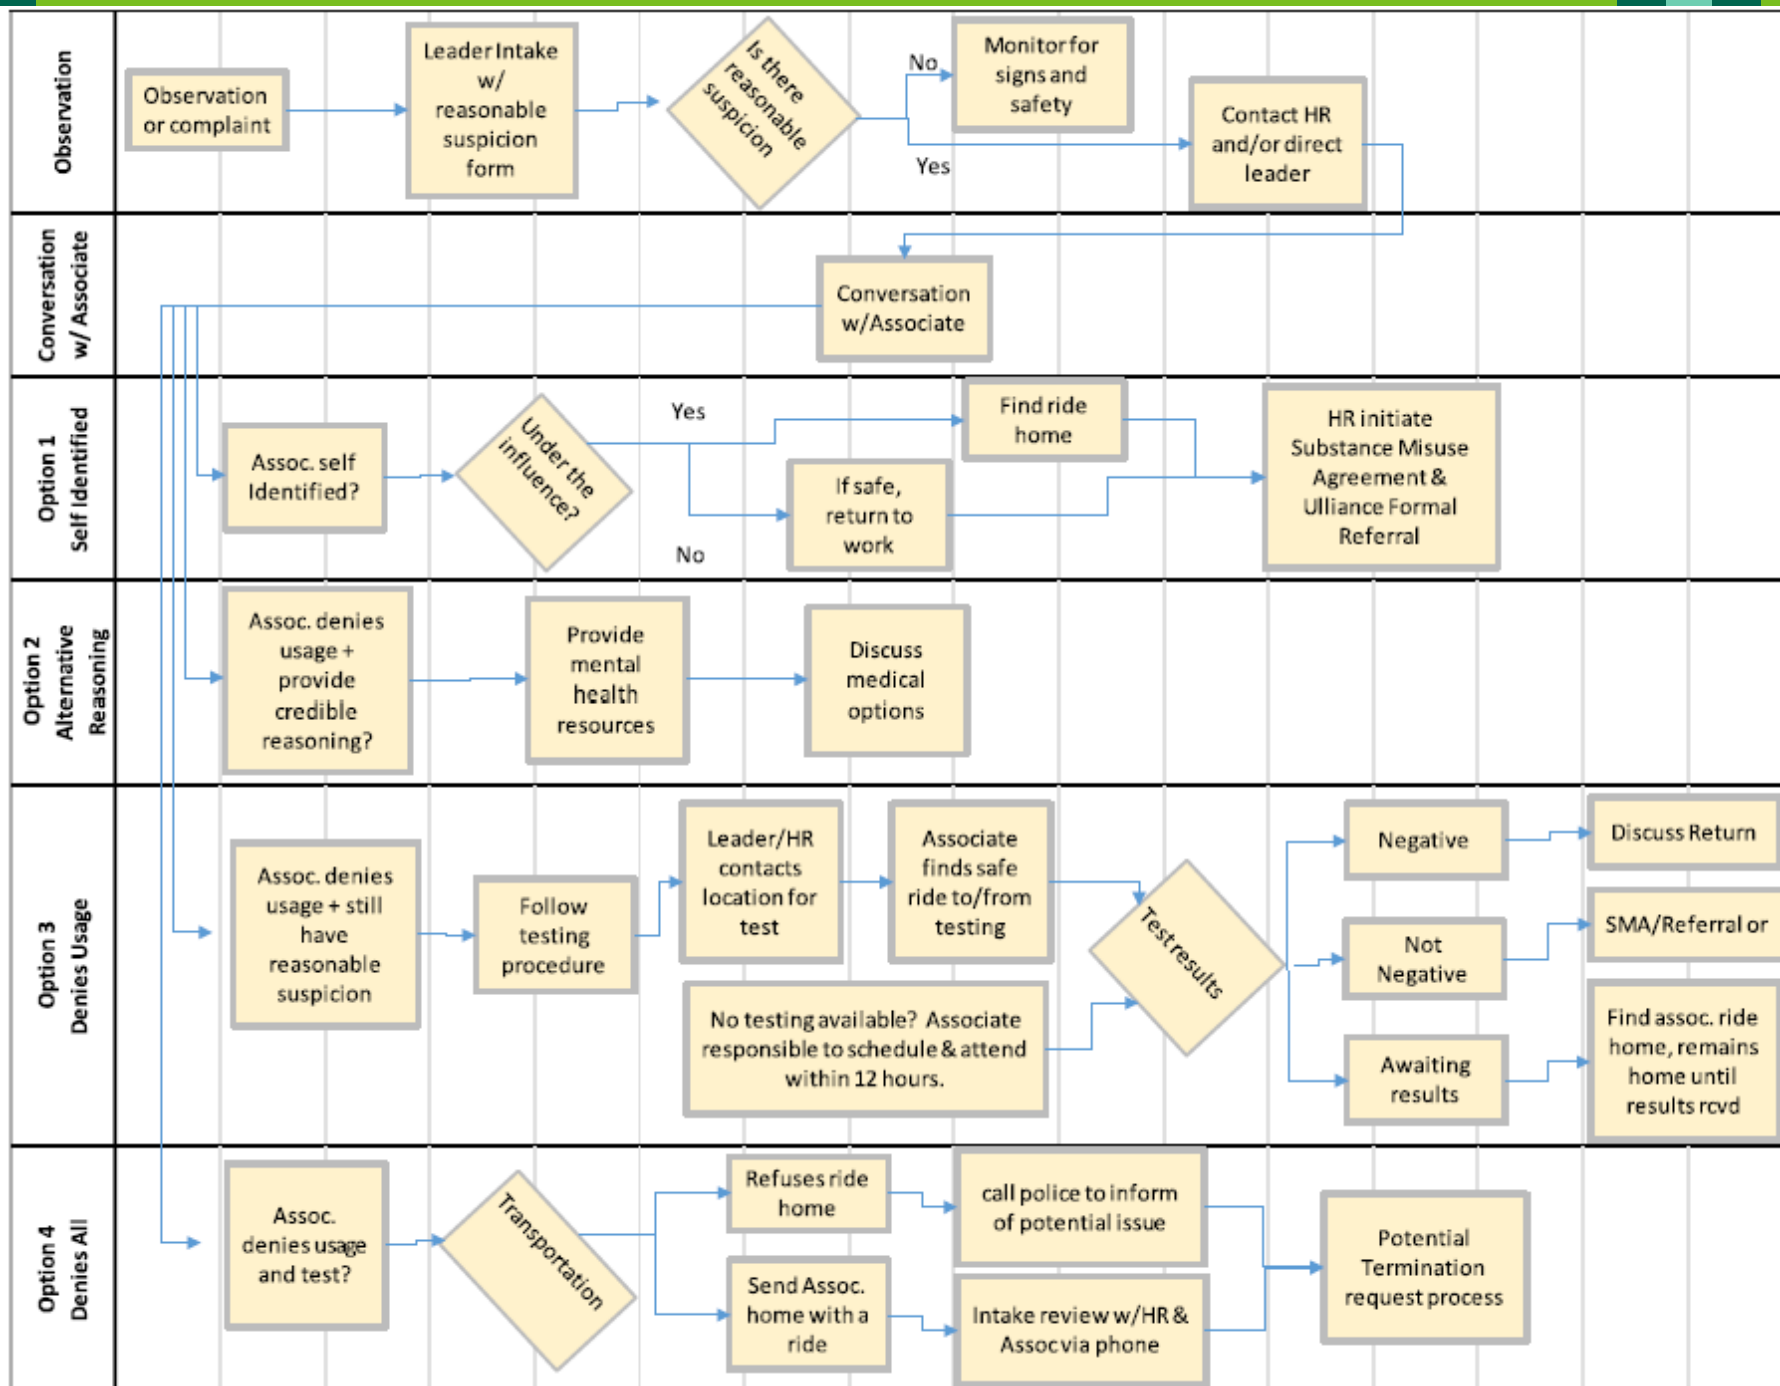 Observation
Observation
or complaint
Leader Intake
w/
reasonable
suspicion
form
Is there
reasonable
suspicion
No
Yes
Monitor for
signs and
safety
Contact HR
and/or direct
leader
Conversation
w/ Associate
Conversation
w/Associate
Option 1
Self Identified
Assoc. self
Identified?
Under the
influence?
Yes
No
Find ride
home
If safe,
return to
work
HR initiate
Substance Misuse
Agreement &
Ulliance Formal
Referral
Option 2
Alternative
Reasoning
Assoc. denies
usage +
provide
credible
reasoning?
Provide
mental
health
resources
Discuss
medical
options
Option 3
Denies Usage
Assoc. denies
usage + still
have
reasonable
suspicion
Follow
testing
procedure
Leader/HR
contacts
location for
test
Associate
finds safe
ride to/from
testing
No testing available? Associate
responsible to schedule & attend
within 12 hours.
Test results
Negative
Discuss Return
Not
Negative
SMA/Referral or
Awaiting
results
Find assoc. ride
home, remains
home until
results rcvd
Option 4
Denies All
Assoc.
denies usage
and test?
Transportation
Refuses ride
home
call police to inform
of potential issue
Send Assoc.
home with a
ride
Intake review w/HR &
Assoc via phone
Potential
Termination
request process